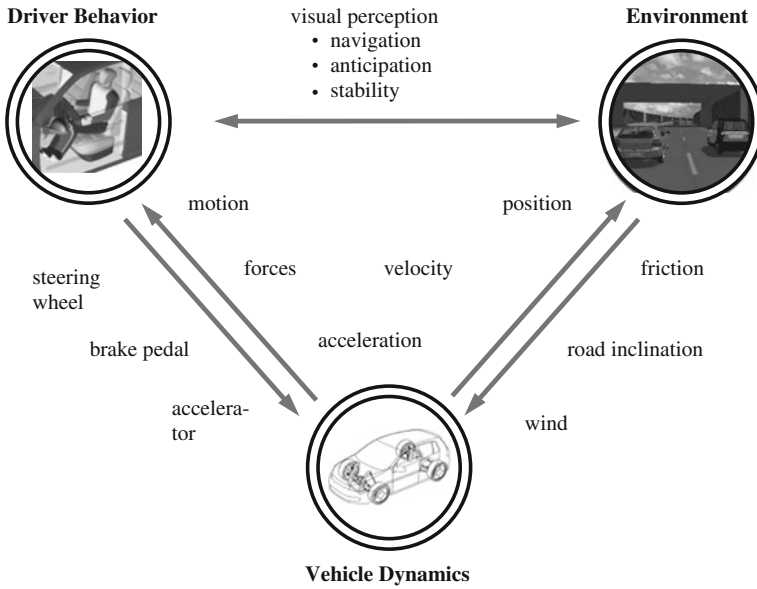 Driver Behavior
visual perception
• navigation
• anticipation
• stability
Environment
motion
position
steering
wheel
forces
velocity
friction
brake pedal
acceleration
road inclination
accelera-
tor
wind
Vehicle Dynamics